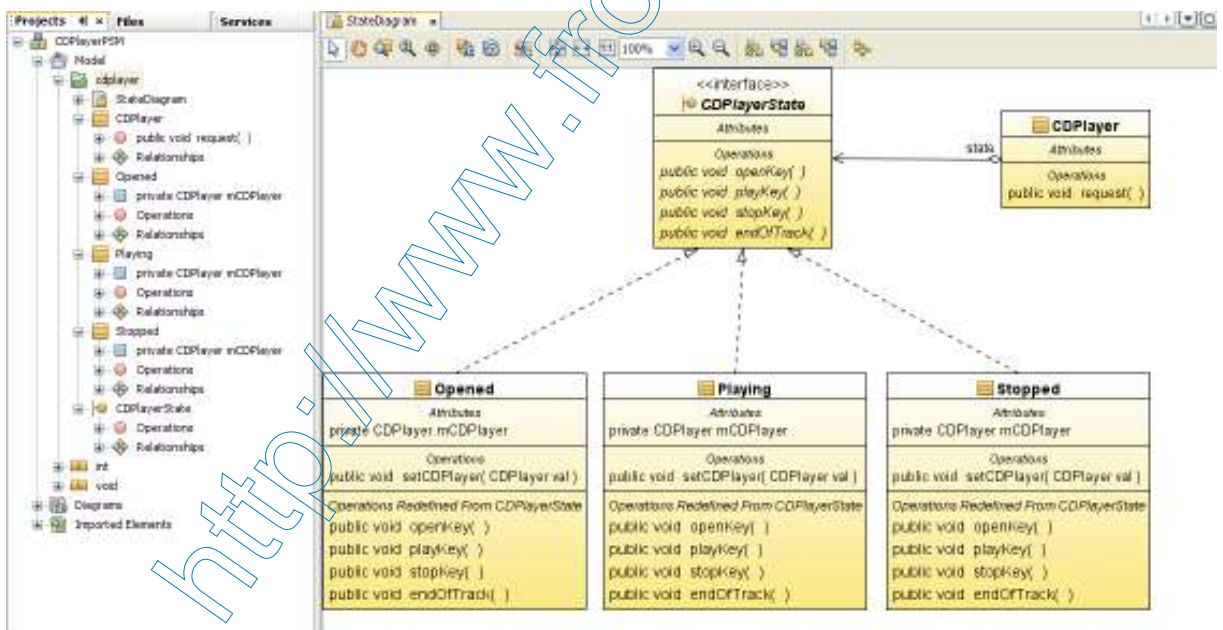 Projects
Files
Services
CDPlayerPSM
Model
cdplayer
StateDiagram
CDPlayer
public void request( )
Relationships
Opened
private CDPlayer mCDPlayer
Operations
Relationships
Playing
private CDPlayer mCDPlayer
Operations
Relationships
Stopped
private CDPlayer mCDPlayer
Operations
Relationships
CDPlayerState
Operations
Relationships
int
void
Diagrams
Imported Elements
StateDiagram
100%
<<interface>>
CDPlayerState
Attributes
Operations
public void openKey( )
public void playKey( )
public void stopKey( )
public void endOfTrack( )
state
CDPlayer
Attributes
Operations
public void request( )
Opened
Attributes
private CDPlayer mCDPlayer
Operations
public void setCDPlayer( CDPlayer val )
Operations Redefined From CDPlayerState
public void openKey( )
public void playKey( )
public void stopKey( )
public void endOfTrack( )
Playing
Attributes
private CDPlayer mCDPlayer
Operations
public void setCDPlayer( CDPlayer val )
Operations Redefined From CDPlayerState
public void openKey( )
public void playKey( )
public void stopKey( )
public void endOfTrack( )
Stopped
Attributes
private CDPlayer mCDPlayer
Operations
public void setCDPlayer( CDPlayer val )
Operations Redefined From CDPlayerState
public void openKey( )
public void playKey( )
public void stopKey( )
public void endOfTrack( )
http://www.fro